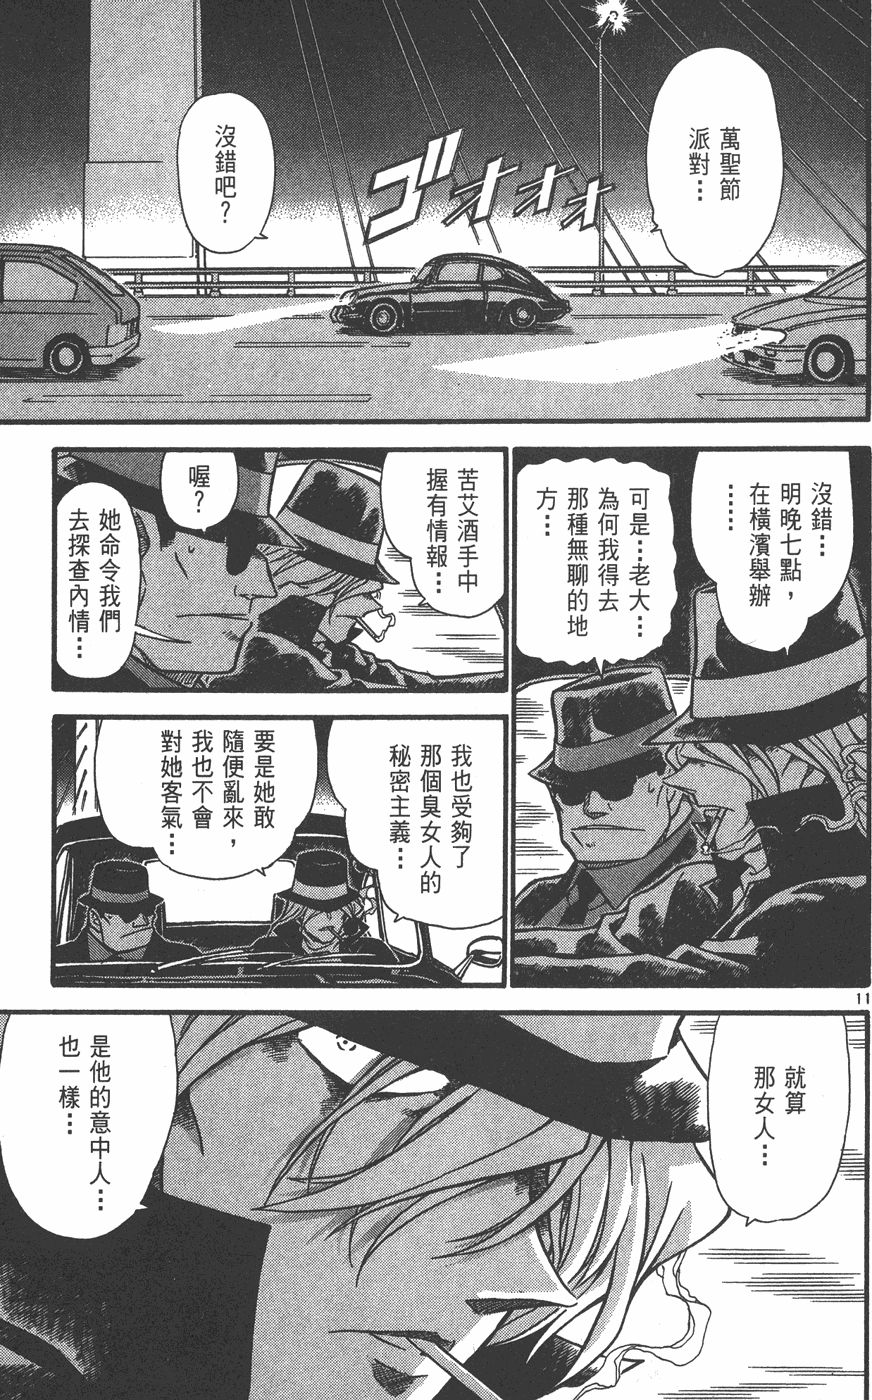 萬聖節
派對⋯
ゴオオオ
沒錯吧？
沒錯⋯
明晚七點，
在橫濱舉辦
⋯⋯
可是⋯老大⋯
為何我得去
那種無聊的地
方⋯
苦艾酒手中
握有情報⋯
喔？
她命令我們
去探查內情⋯
我也受夠了
那個臭女人的
秘密主義⋯
要是她敢
隨便亂來，
我也不會
對她客氣⋯
11
就算
那女人⋯
是他的意中人⋯
也一樣⋯